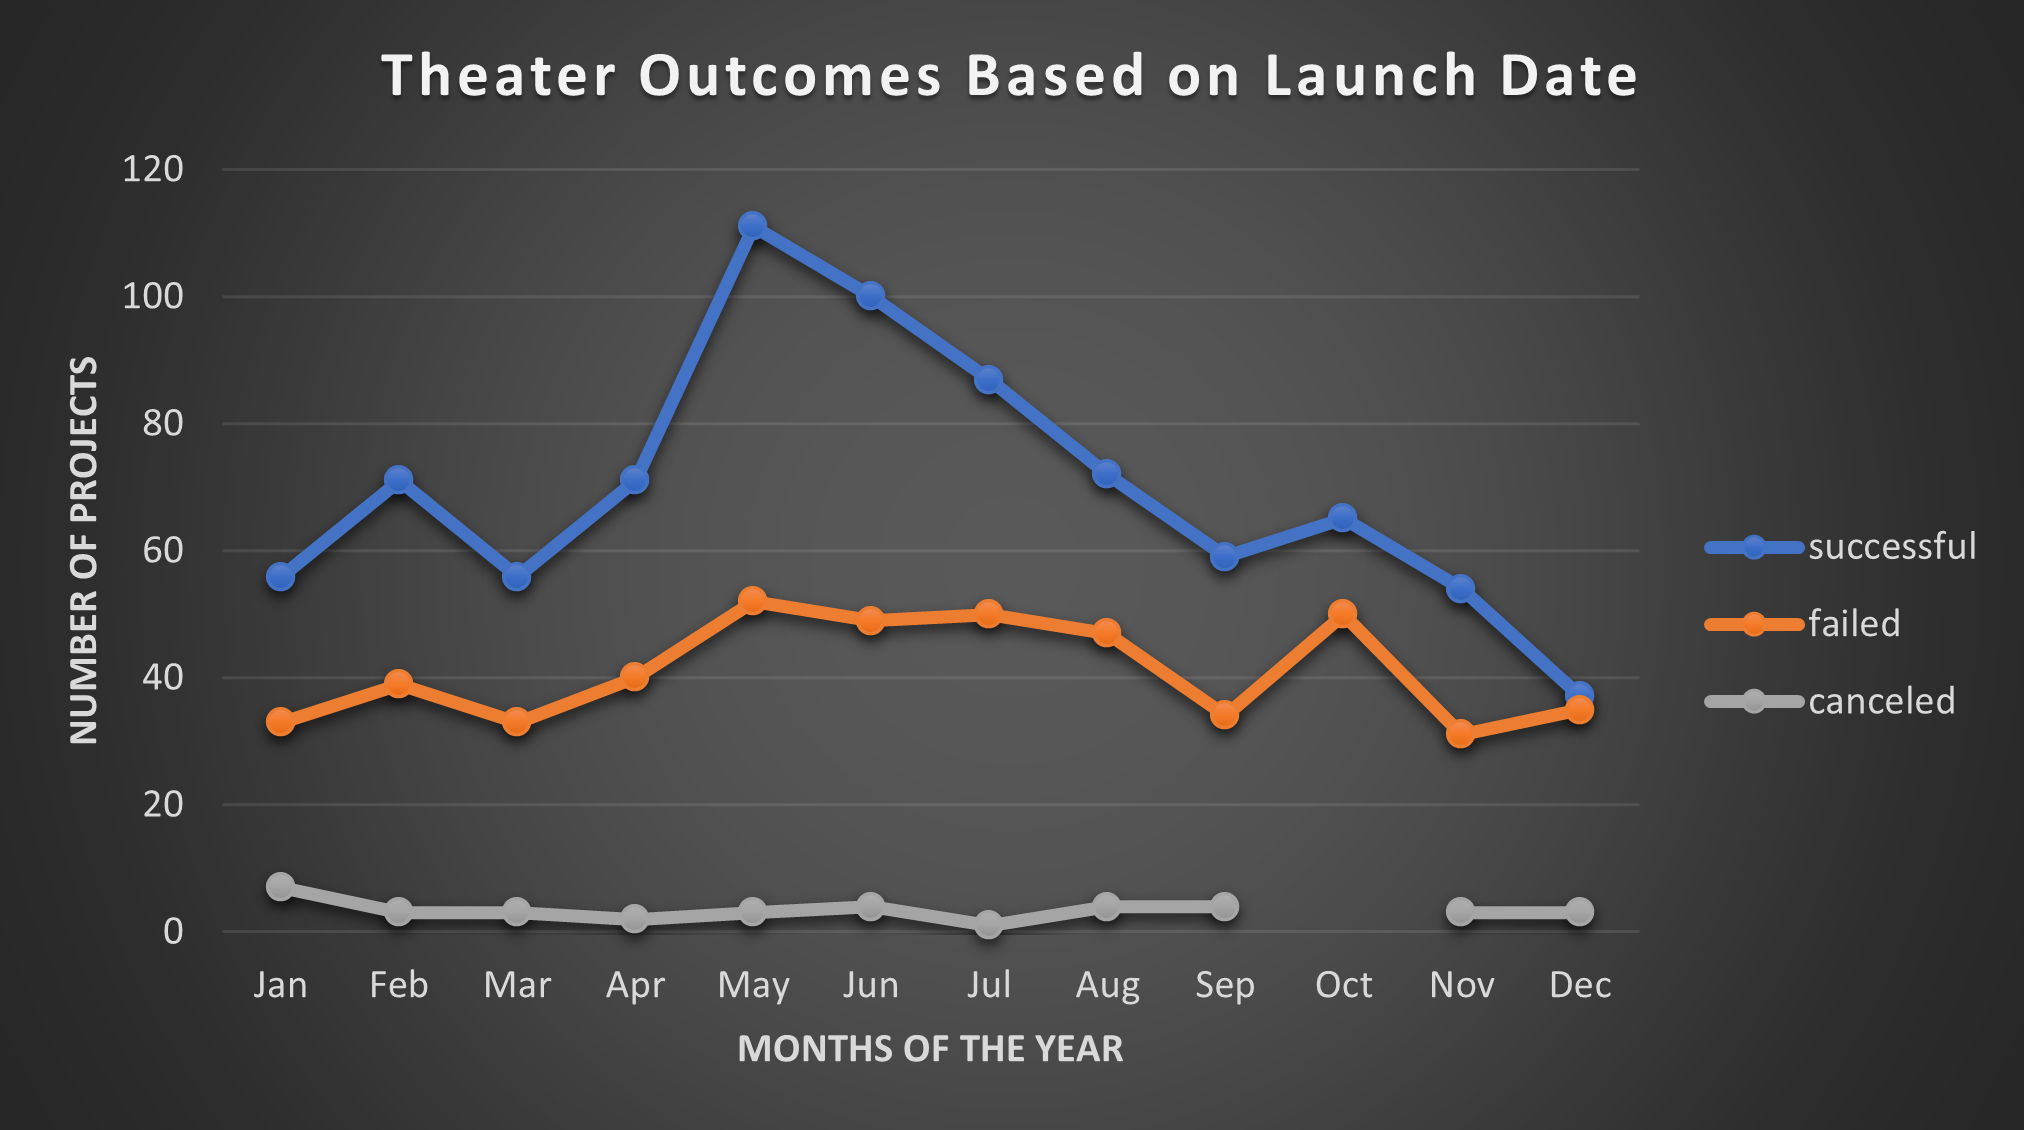 Theater Outcomes Based on Launch Date
120
100
80
60
40
20
0
NUMBER OF PROJECTS
Jan Feb Mar Apr May Jun Jul Aug Sep Oct Nov Dec
MONTHS OF THE YEAR
successful
failed
canceled